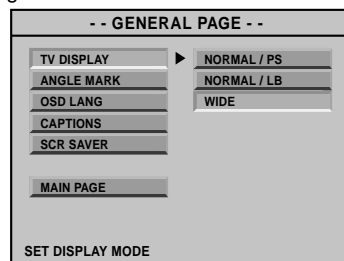 - - GENERAL PAGE - -
TV DISPLAY
NORMAL / PS
ANGLE MARK
NORMAL / LB
OSD LANG
WIDE
CAPTIONS
SCR SAVER
MAIN PAGE
SET DISPLAY MODE